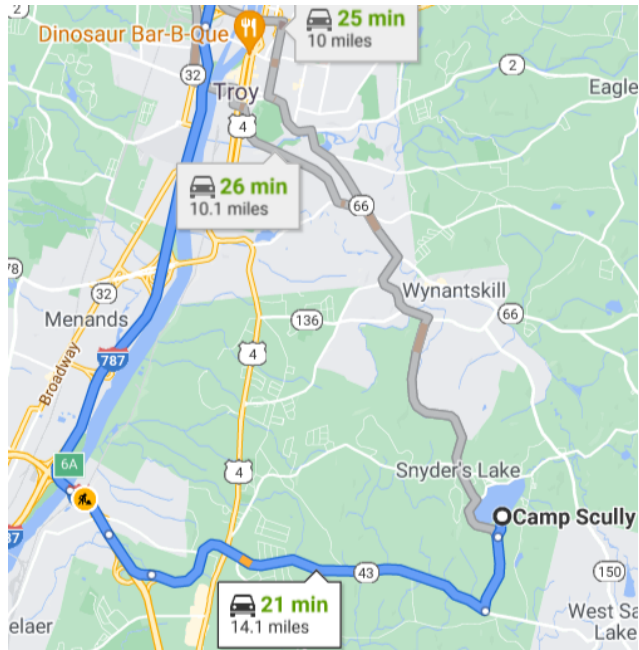 2
25 min
10 miles
Dinosaur Bar-B-Que
32
2
Eagle
Troy
4
26 min
10.1 miles
66
78
32
Wynantskill
Menands
136
66
787
4
Broadway
6A
4
Snyder's Lake
Camp Scully
87
43
150
21 min
14.1 miles
West Sa
Lake
elaer